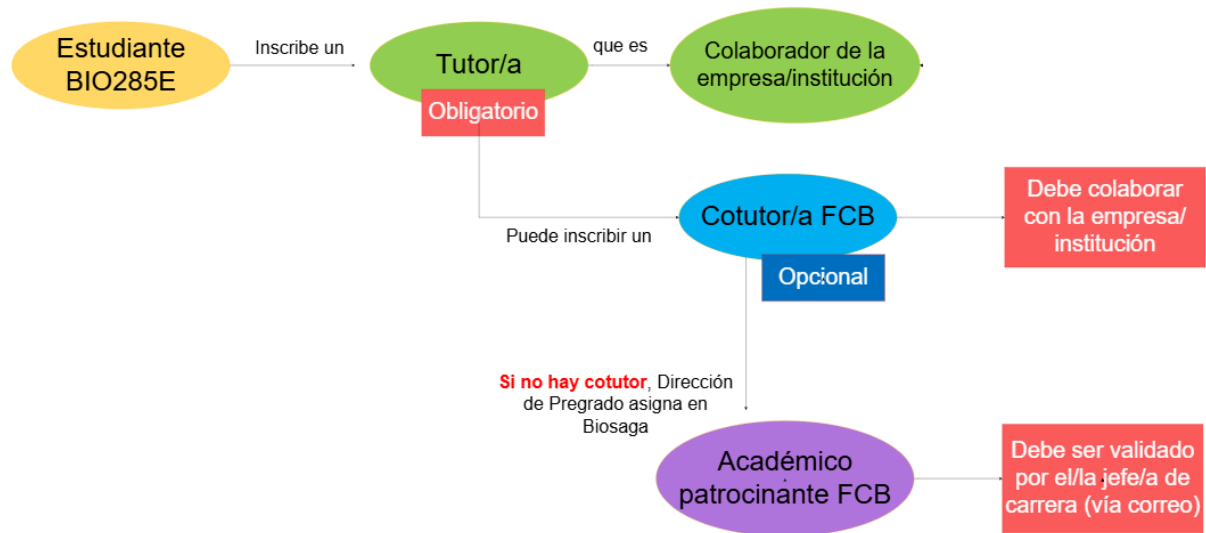 Estudiante
BIO285E
Inscribe un
Tutor/a
Obligatorio
que es
Colaborador de la
empresa/institución
Puede inscribir un
Cotutor/a FCB
Opcional
Debe colaborar
con la empresa/
institución
Si no hay cotutor, Dirección
de Pregrado asigna en
Biosaga
Académico
patrocinante FCB
Debe ser validado
por el/la jefe/a de
carrera (vía correo)